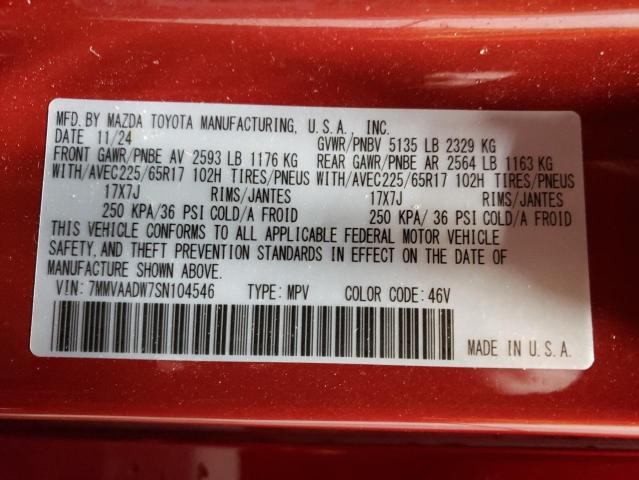 MFD. BY MAZDA TOYOTA MANUFACTURING, U.S.A., INC.
DATE 11/24 GVWR/PNBV 5135 LB 2329 KG
FRONT GAWR/PNBE AV 2593 LB 1176 KG REAR GAWR/PNBE AR 2564 LB 1163 KG
WITH/AVEC225/65R17 102H TIRES/PNEUS WITH/AVEC225/65R17 102H TIRES/PNEUS
17X7J RIMS/JANTES 17X7J RIMS/JANTES
250 KPA/36 PSI COLD/A FROID 250 KPA/ 36 PSI COLD/A FROID
THIS VEHICLE CONFORMS TO ALL APPLICABLE FEDERAL MOTOR VEHICLE
SAFETY, AND THEFT PREVENTION STANDARDS IN EFFECT ON THE DATE OF
MANUFACTURE SHOWN ABOVE.
VIN: 7MMVAADW7SN104546 TYPE: MPV COLOR CODE: 46V
MADE IN U.S.A.